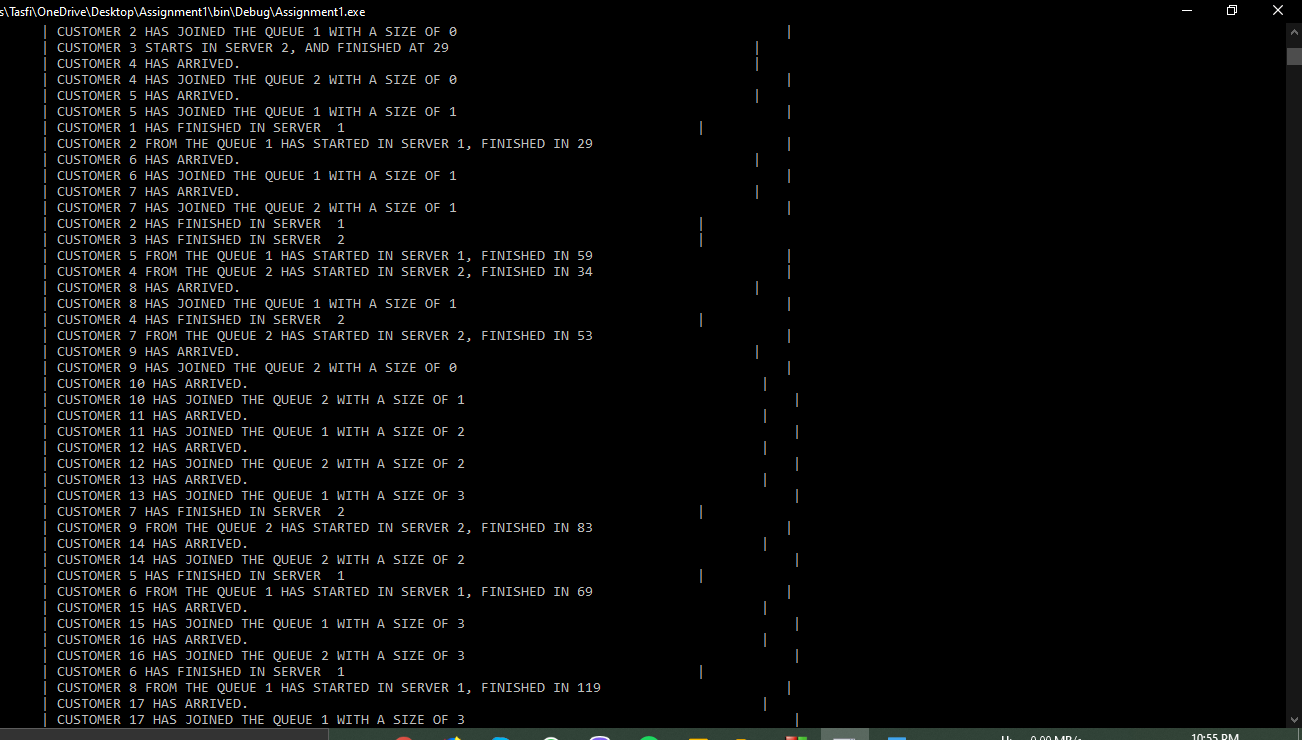 s\Tasfi\OneDrive\Desktop\Assignment1\bin\Debug\Assignment1.exe
| CUSTOMER 2 HAS JOINED THE QUEUE 1 WITH A SIZE OF 0 |
| CUSTOMER 3 STARTS IN SERVER 2, AND FINISHED AT 29 |
| CUSTOMER 4 HAS ARRIVED. |
| CUSTOMER 4 HAS JOINED THE QUEUE 2 WITH A SIZE OF 0 |
| CUSTOMER 5 HAS ARRIVED. |
| CUSTOMER 5 HAS JOINED THE QUEUE 1 WITH A SIZE OF 1 |
| CUSTOMER 1 HAS FINISHED IN SERVER  1 |
| CUSTOMER 2 FROM THE QUEUE 1 HAS STARTED IN SERVER 1, FINISHED IN 29 |
| CUSTOMER 6 HAS ARRIVED. |
| CUSTOMER 6 HAS JOINED THE QUEUE 1 WITH A SIZE OF 1 |
| CUSTOMER 7 HAS ARRIVED. |
| CUSTOMER 7 HAS JOINED THE QUEUE 2 WITH A SIZE OF 1 |
| CUSTOMER 2 HAS FINISHED IN SERVER  1 |
| CUSTOMER 3 HAS FINISHED IN SERVER  2 |
| CUSTOMER 5 FROM THE QUEUE 1 HAS STARTED IN SERVER 1, FINISHED IN 59 |
| CUSTOMER 4 FROM THE QUEUE 2 HAS STARTED IN SERVER 2, FINISHED IN 34 |
| CUSTOMER 8 HAS ARRIVED. |
| CUSTOMER 8 HAS JOINED THE QUEUE 1 WITH A SIZE OF 1 |
| CUSTOMER 4 HAS FINISHED IN SERVER  2 |
| CUSTOMER 7 FROM THE QUEUE 2 HAS STARTED IN SERVER 2, FINISHED IN 53 |
| CUSTOMER 9 HAS ARRIVED. |
| CUSTOMER 9 HAS JOINED THE QUEUE 2 WITH A SIZE OF 0 |
| CUSTOMER 10 HAS ARRIVED. |
| CUSTOMER 10 HAS JOINED THE QUEUE 2 WITH A SIZE OF 1 |
| CUSTOMER 11 HAS ARRIVED. |
| CUSTOMER 11 HAS JOINED THE QUEUE 1 WITH A SIZE OF 2 |
| CUSTOMER 12 HAS ARRIVED. |
| CUSTOMER 12 HAS JOINED THE QUEUE 2 WITH A SIZE OF 2 |
| CUSTOMER 13 HAS ARRIVED. |
| CUSTOMER 13 HAS JOINED THE QUEUE 1 WITH A SIZE OF 3 |
| CUSTOMER 7 HAS FINISHED IN SERVER  2 |
| CUSTOMER 9 FROM THE QUEUE 2 HAS STARTED IN SERVER 2, FINISHED IN 83 |
| CUSTOMER 14 HAS ARRIVED. |
| CUSTOMER 14 HAS JOINED THE QUEUE 2 WITH A SIZE OF 2 |
| CUSTOMER 5 HAS FINISHED IN SERVER  1 |
| CUSTOMER 6 FROM THE QUEUE 1 HAS STARTED IN SERVER 1, FINISHED IN 69 |
| CUSTOMER 15 HAS ARRIVED. |
| CUSTOMER 15 HAS JOINED THE QUEUE 1 WITH A SIZE OF 3 |
| CUSTOMER 16 HAS ARRIVED. |
| CUSTOMER 16 HAS JOINED THE QUEUE 2 WITH A SIZE OF 3 |
| CUSTOMER 6 HAS FINISHED IN SERVER  1 |
| CUSTOMER 8 FROM THE QUEUE 1 HAS STARTED IN SERVER 1, FINISHED IN 119 |
| CUSTOMER 17 HAS ARRIVED. |
| CUSTOMER 17 HAS JOINED THE QUEUE 1 WITH A SIZE OF 3 |
10:55 PM